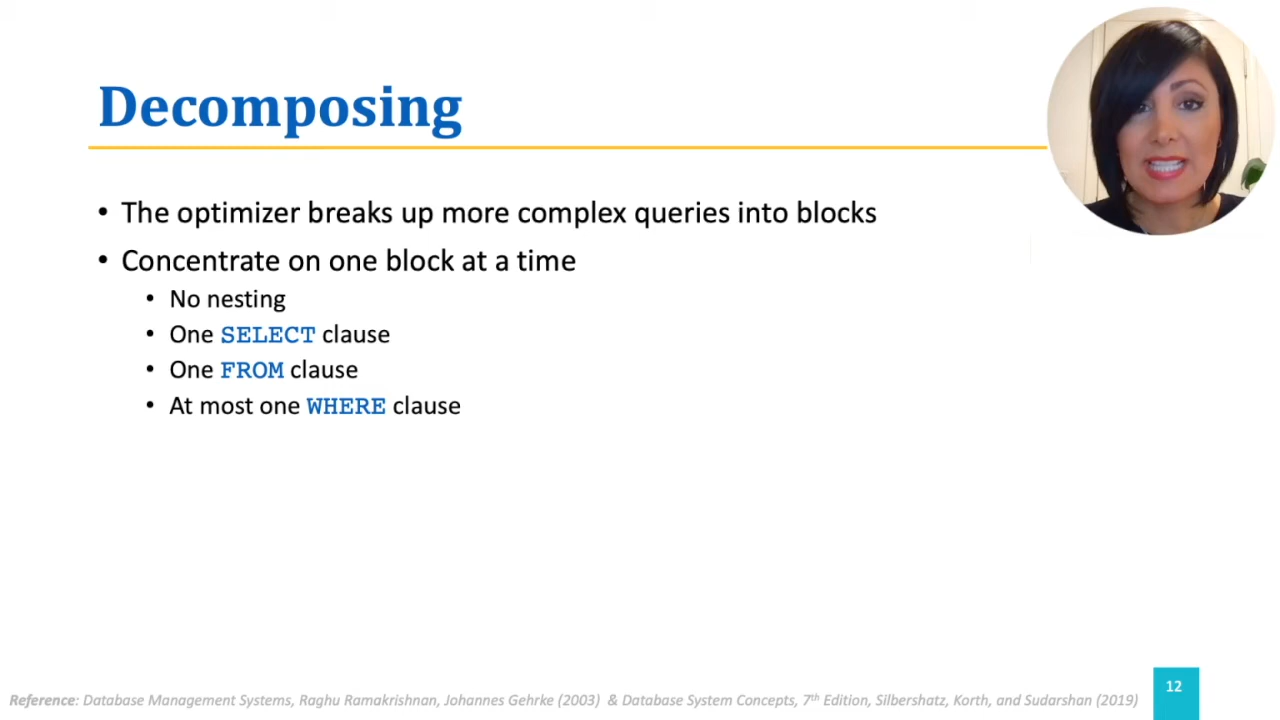 Decomposing
• The optimizer breaks up more complex queries into blocks
• Concentrate on one block at a time
• No nesting
• One SELECT clause
• One FROM clause
• At most one WHERE clause
12
Reference: Database Management Systems, Raghu Ramakrishnan, Johannes Gehrke (2003) & Database System Concepts, 7th Edition, Silbershatz, Korth, and Sudarshan (2019)